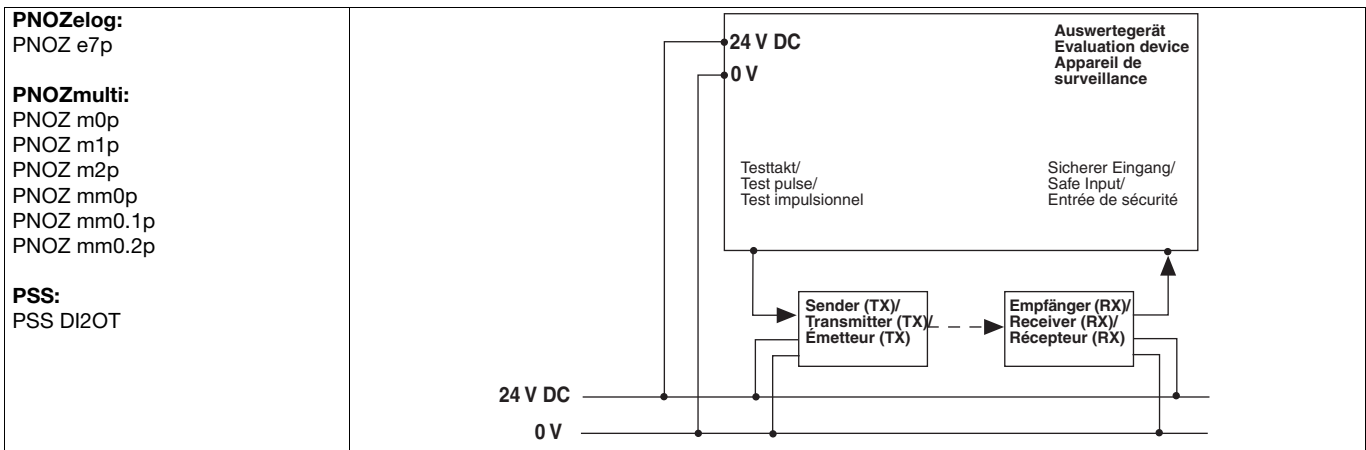 PNOZelog:
PNOZ e7p
PNOZmulti:
PNOZ m0p
PNOZ m1p
PNOZ m2p
PNOZ mm0p
PNOZ mm0.1p
PNOZ mm0.2p
PSS:
PSS DI2OT
24 V DC
0 V
Auswertegerät
Evaluation device
Appareil de
surveillance
Testtakt/
Test pulse/
Test impulsionnel
Sicherer Eingang/
Safe Input/
Entrée de sécurité
Sender (TX)/
Transmitter (TX)/
Émetteur (TX)
Empfänger (RX)/
Receiver (RX)/
Récepteur (RX)
24 V DC
0 V